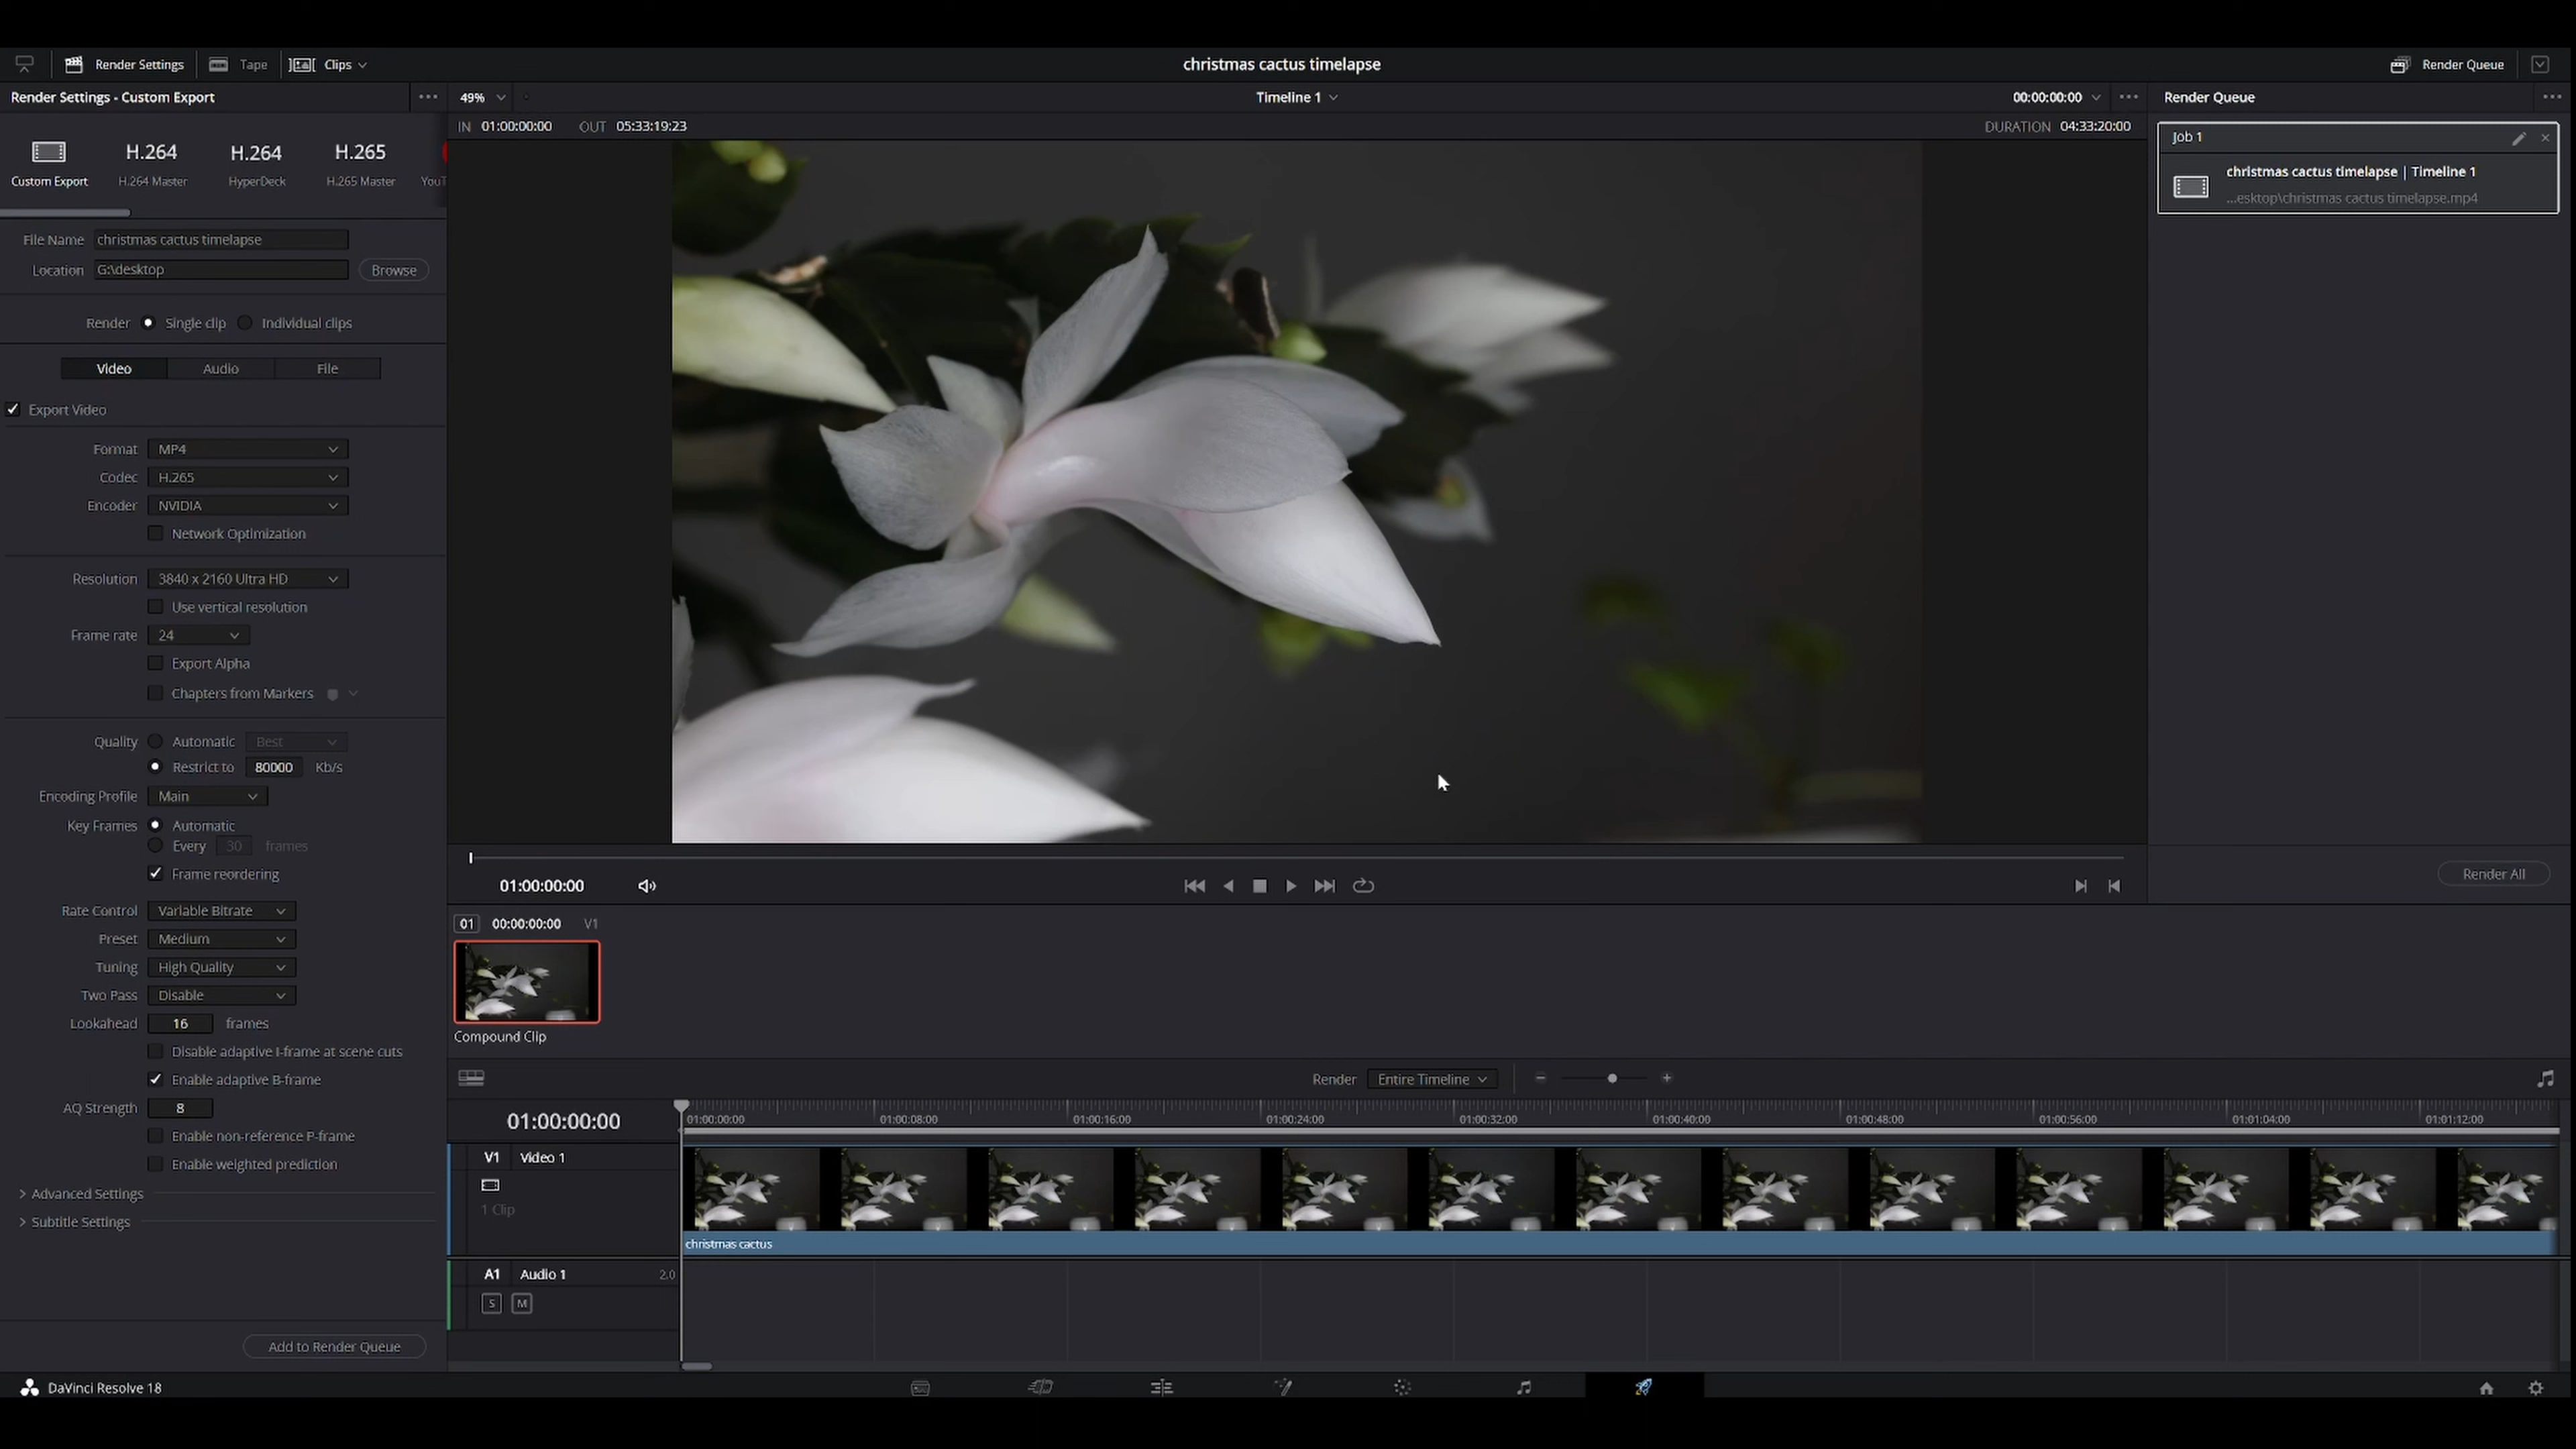 Render Settings
Tape
Clips
christmas cactus timelapse
Render Queue
Render Settings - Custom Export
49%
Timeline 1
00:00:00:00
Render Queue
IN 01:00:00:00 OUT 05:33:19:23
DURATION 04:33:20:00
H.264 H.264 H.265
Custom Export H.264 Master HyperDeck H.265 Master YouT
Job 1
christmas cactus timelapse | Timeline 1
...esktop\christmas cactus timelapse.mp4
File Name christmas cactus timelapse
Location G:\desktop Browse
Render Single clip Individual clips
Video Audio File
Export Video
Format MP4
Codec H.265
Encoder NVIDIA
Network Optimization
Resolution 3840 x 2160 Ultra HD
Use vertical resolution
Frame rate 24
Export Alpha
Chapters from Markers
Quality Automatic Best
Restrict to 80000 Kb/s
Encoding Profile Main
Key Frames Automatic
Every 30 frames
Frame reordering
Rate Control Variable Bitrate
Preset Medium
Tuning High Quality
Two Pass Disable
Lookahead 16 frames
Disable adaptive I-frame at scene cuts
Enable adaptive B-frame
AQ Strength 8
Enable non-reference P-frame
Enable weighted prediction
Advanced Settings
Subtitle Settings
Add to Render Queue
01:00:00:00
Render All
01 00:00:00:00 V1
Compound Clip
Render Entire Timeline
01:00:00:00
01:00:00:00 01:00:08:00 01:00:16:00 01:00:24:00 01:00:32:00 01:00:40:00 01:00:48:00 01:00:56:00 01:01:04:00 01:01:12:00
V1 Video 1
1 Clip
christmas cactus
A1 Audio 1 2.0
S M
DaVinci Resolve 18